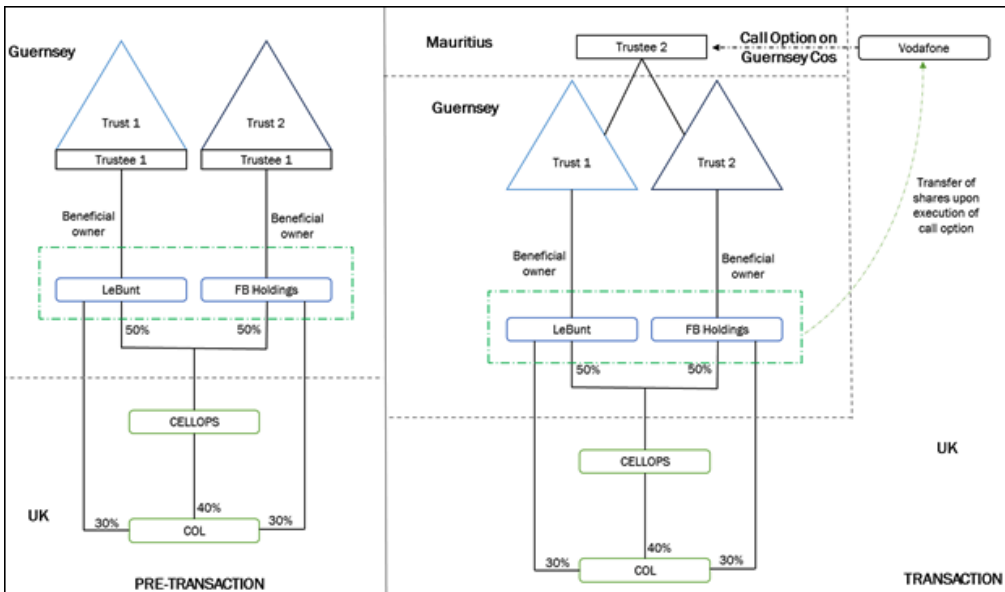 Guernsey
Trust 1
Trust 2
Trustee 1
Trustee 1
Beneficial
owner
Beneficial
owner
LeBunt
FB Holdings
50%
50%
CELLOPS
UK
40%
30%
30%
COL
PRE-TRANSACTION
Mauritius
Trustee 2
Call Option on
Guernsey Cos
Vodafone
Guernsey
Trust 1
Trust 2
Transfer of
shares upon
execution of
call option
Beneficial
owner
Beneficial
owner
LeBunt
FB Holdings
50%
50%
UK
CELLOPS
40%
30%
30%
COL
TRANSACTION